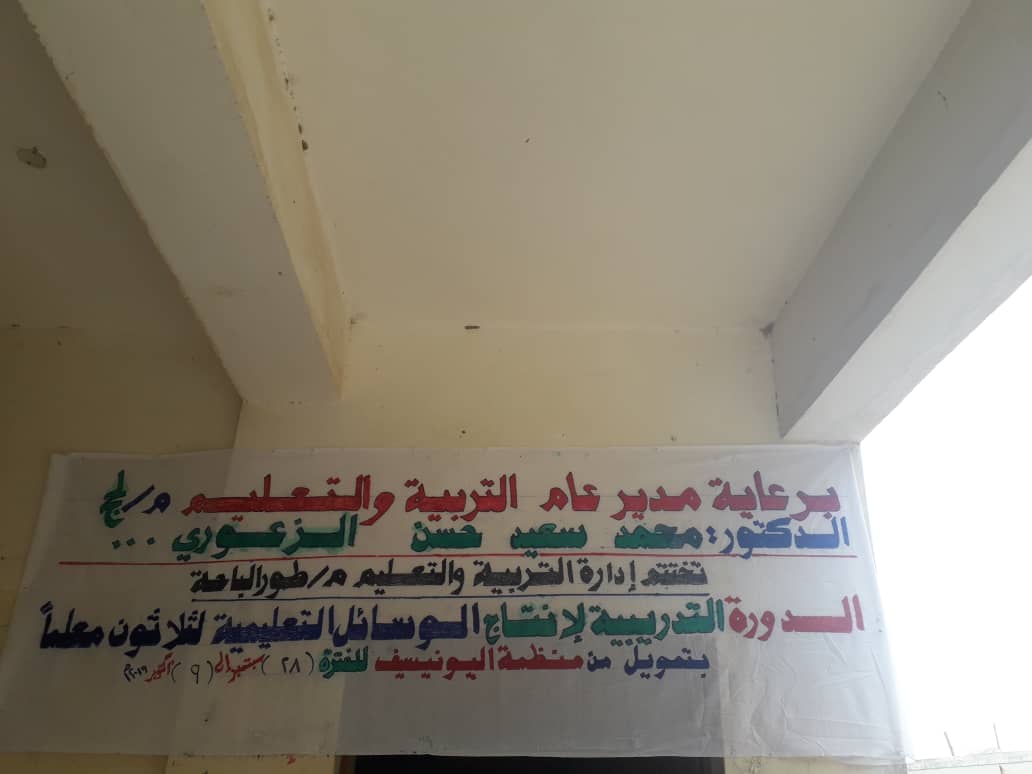 برعاية مدير عام التربية والتعليم م/لحج
الدكتور: محمد سعيد حسن الزعوري ...
تختتم إدارة التربية والتعليم م/طور الباحة
الدورة التدريبية لإنتاج الوسائل التعليمية لثلاثون معلماً
بتمويل من منظمة اليونيسف للفترة (٢٨) سبتمبر الى (٩) أكتوبر